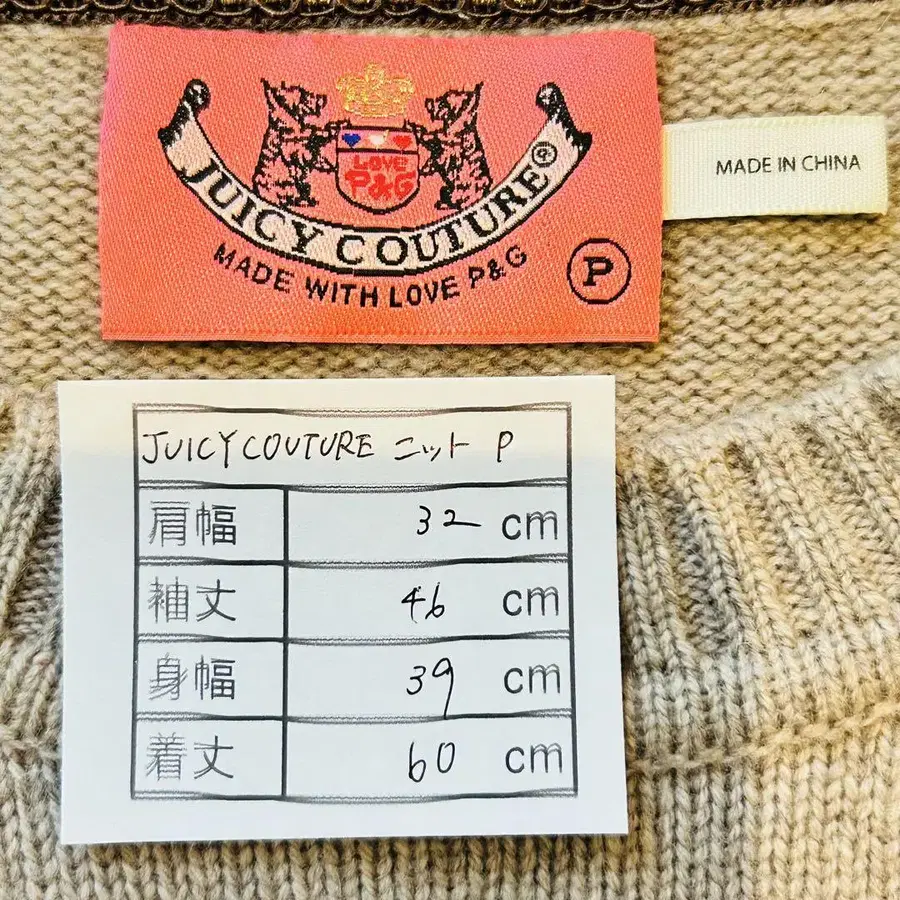 LOVE
P&G
JUICY COUTURE®
MADE WITH LOVE P&G
P
MADE IN CHINA
JUICY COUTURE ニット P
肩幅 32 cm
袖丈 46 cm
身幅 39 cm
着丈 60 cm